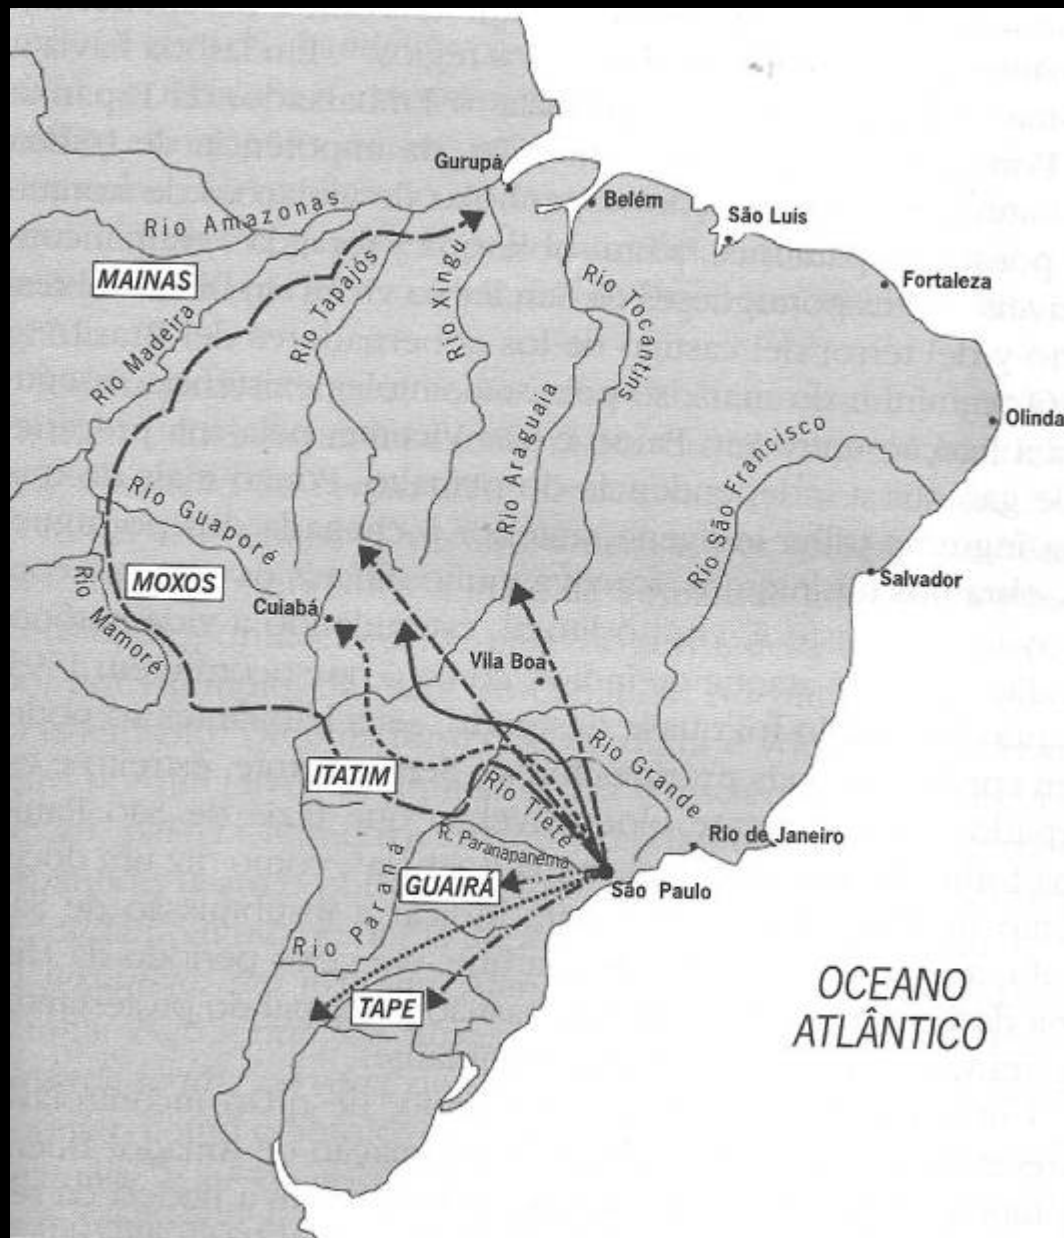 Gurupá
Belém
São Luís
Rio Amazonas
MAINAS
Rio Tapajós
Rio Xingu
Rio Tocantins
Fortaleza
Rio Madeira
Rio Araguaia
Olinda
Rio São Francisco
Rio Guaporé
MOXOS
Salvador
Rio Mamoré
Cuiabá
Vila Boa
ITATIM
Rio Grande
Rio Tietê
R. Paranapanema
Rio de Janeiro
GUAIRÁ
São Paulo
Rio Paraná
TAPE
OCEANO
ATLÂNTICO